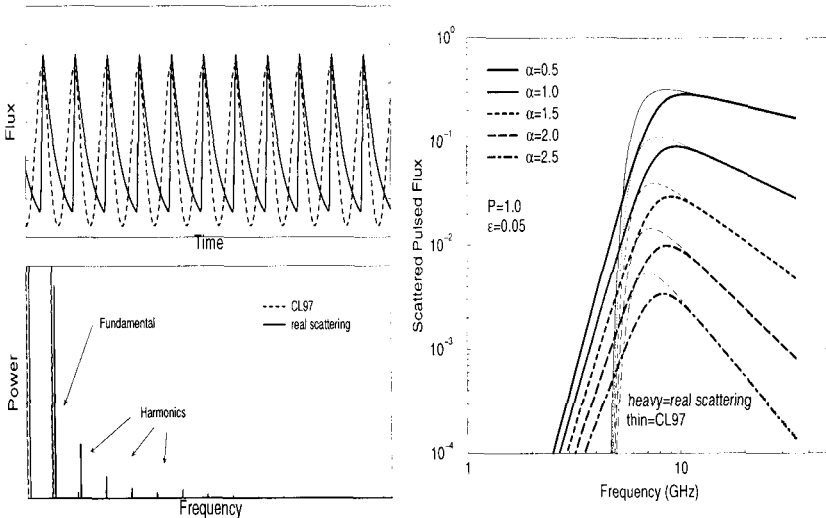 Flux
Time
Power
Fundamental
Harmonics
CL97
real scattering
Frequency
Scattered Pulsed Flux
10^0
10^-1
10^-2
10^-3
10^-4
α=0.5
α=1.0
α=1.5
α=2.0
α=2.5
P=1.0
ε=0.05
heavy=real scattering
thin=CL97
1
10
Frequency (GHz)